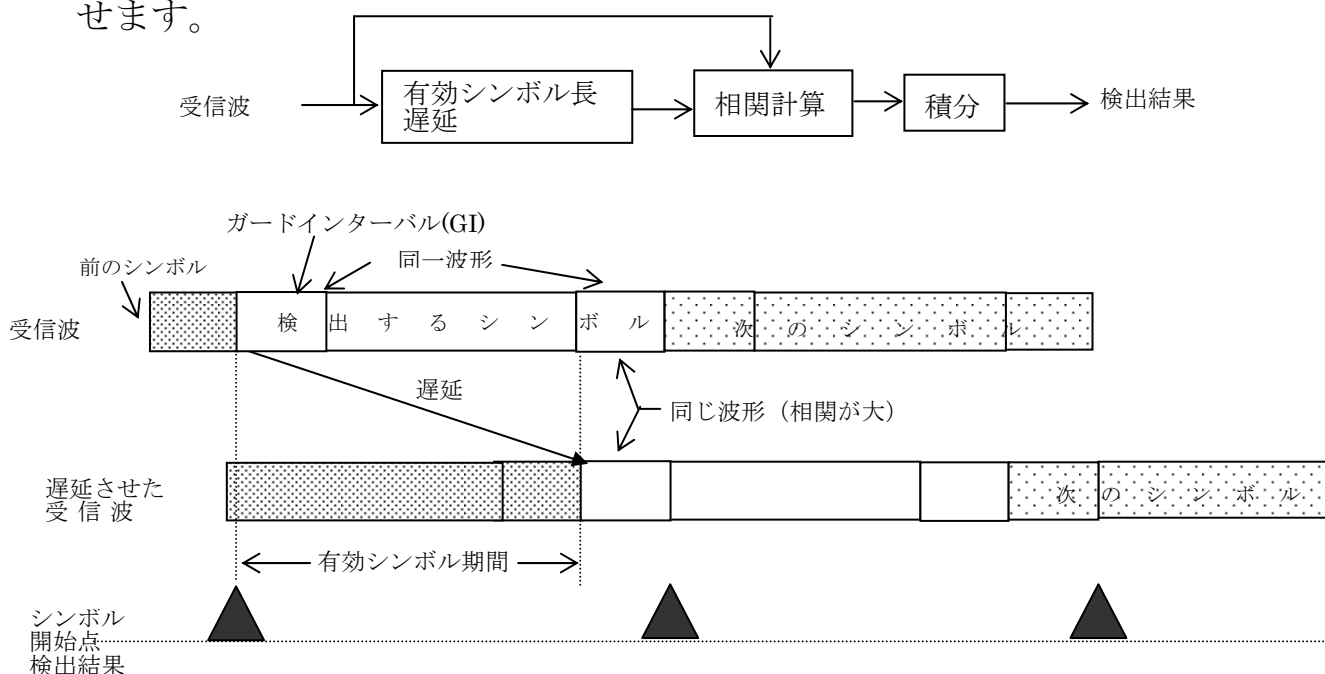 せます。
受信波
有効シンボル長
遅延
相関計算
積分
検出結果
ガードインターバル(GI)
前のシンボル
同一波形
受信波
検出するシンボル
次のシンボル
遅延
同じ波形（相関が大）
遅延させた
受信波
次のシンボル
有効シンボル期間
シンボル
開始点
検出結果